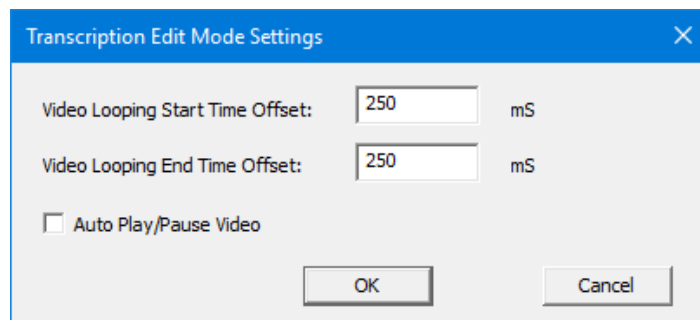 Transcription Edit Mode Settings
Video Looping Start Time Offset: 250 mS
Video Looping End Time Offset: 250 mS
Auto Play/Pause Video
OK Cancel